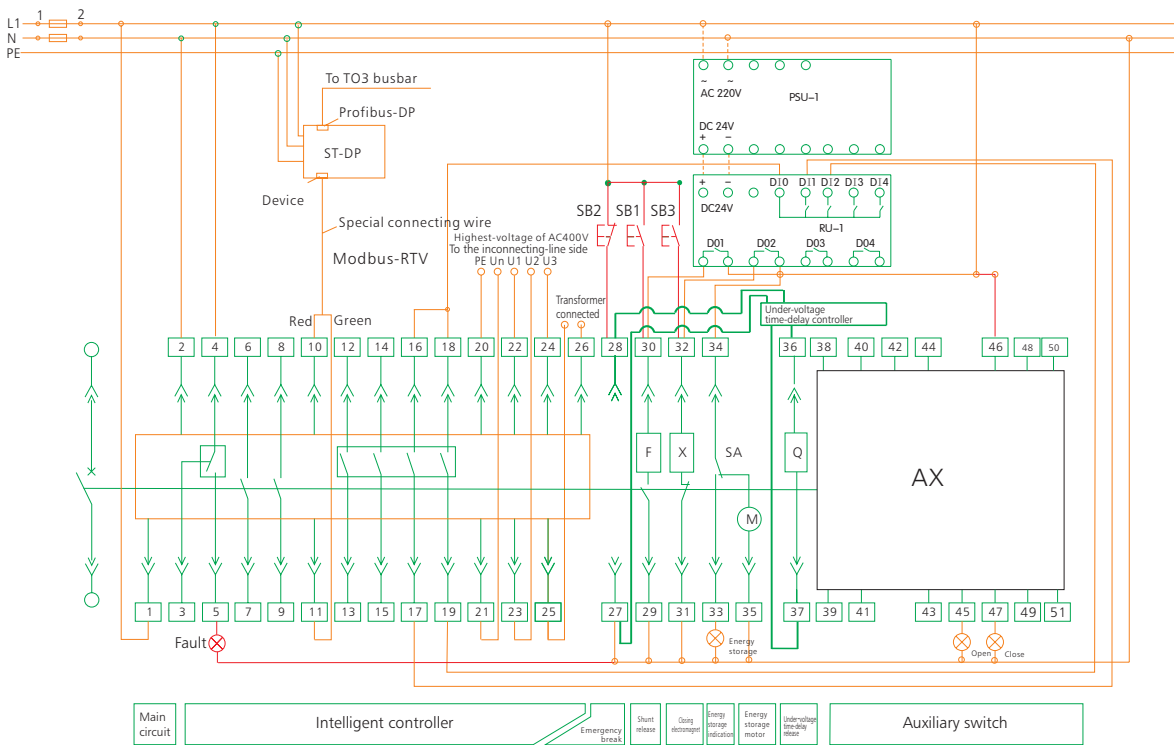 L1 1 2
N
PE
To TO3 busbar
Profibus-DP
ST-DP
Device
Special connecting wire
Modbus-RTV
Highest-voltage of AC400V
To the inconnecting-line side
PE Un U1 U2 U3
Transformer
connected
Red Green
SB2 SB1 SB3
~ ~
AC 220V
PSU-1
DC 24V
+ -
+ -
DC24V
DI0 DI1 DI2 DI3 DI4
RU-1
D01 D02 D03 D04
Under-voltage
time-delay controller
2 4 6 8 10 12 14 16 18 20 22 24 26 28 30 32 34 36 38 40 42 44 46 48 50
F X SA Q
M
AX
1 3 5 7 9 11 13 15 17 19 21 23 25 27 29 31 33 35 37 39 41 43 45 47 49 51
Fault
Energy
storage
Open
Close
Main
circuit
Intelligent controller
Emergency
break
Shunt
release
Closing
electromagnet
Energy
storage
indication
Energy
storage
motor
Under-voltage
time-delay
release
Auxiliary switch